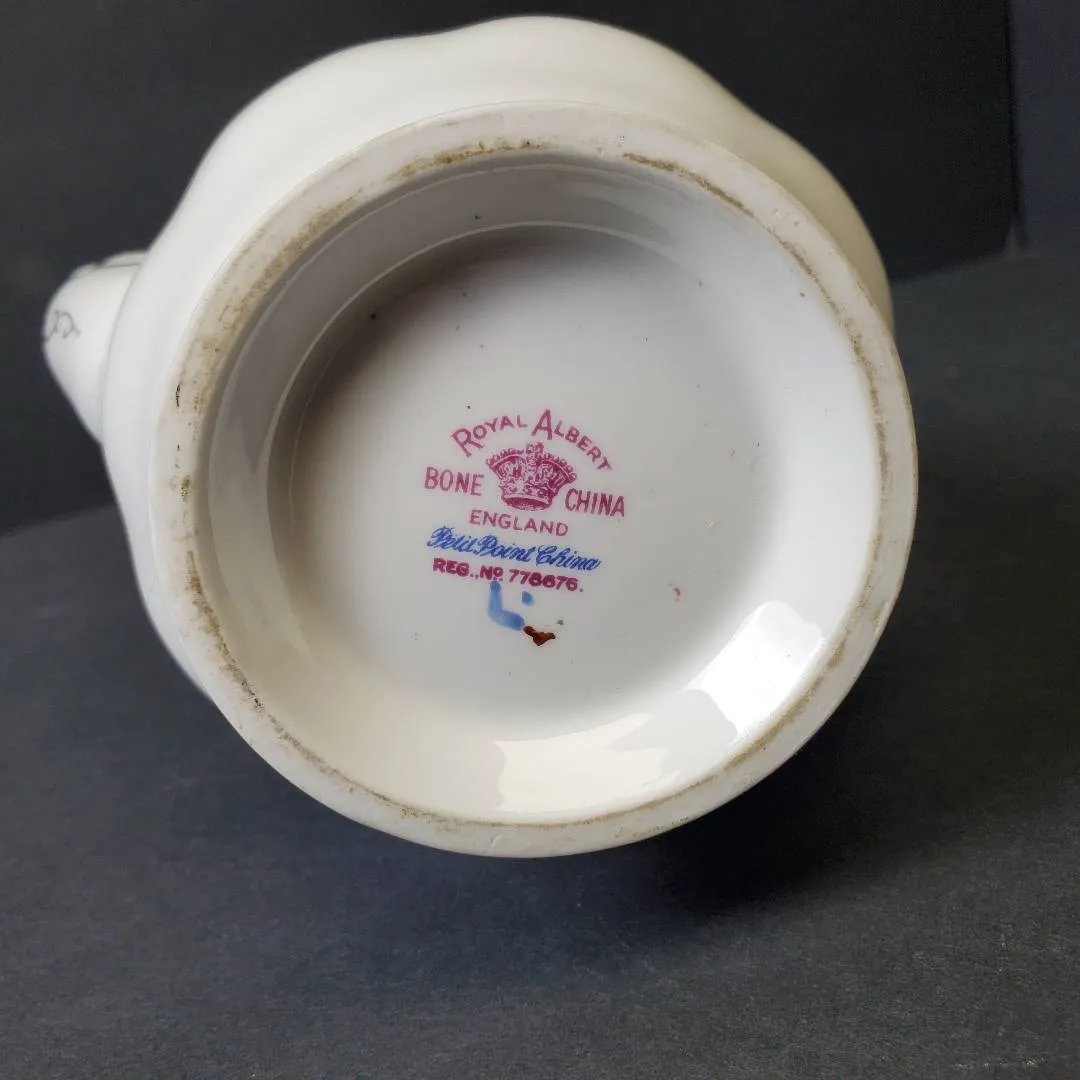 ROYAL ALBERT
BONE CHINA
ENGLAND
Petit Point China
REG., No 778676.